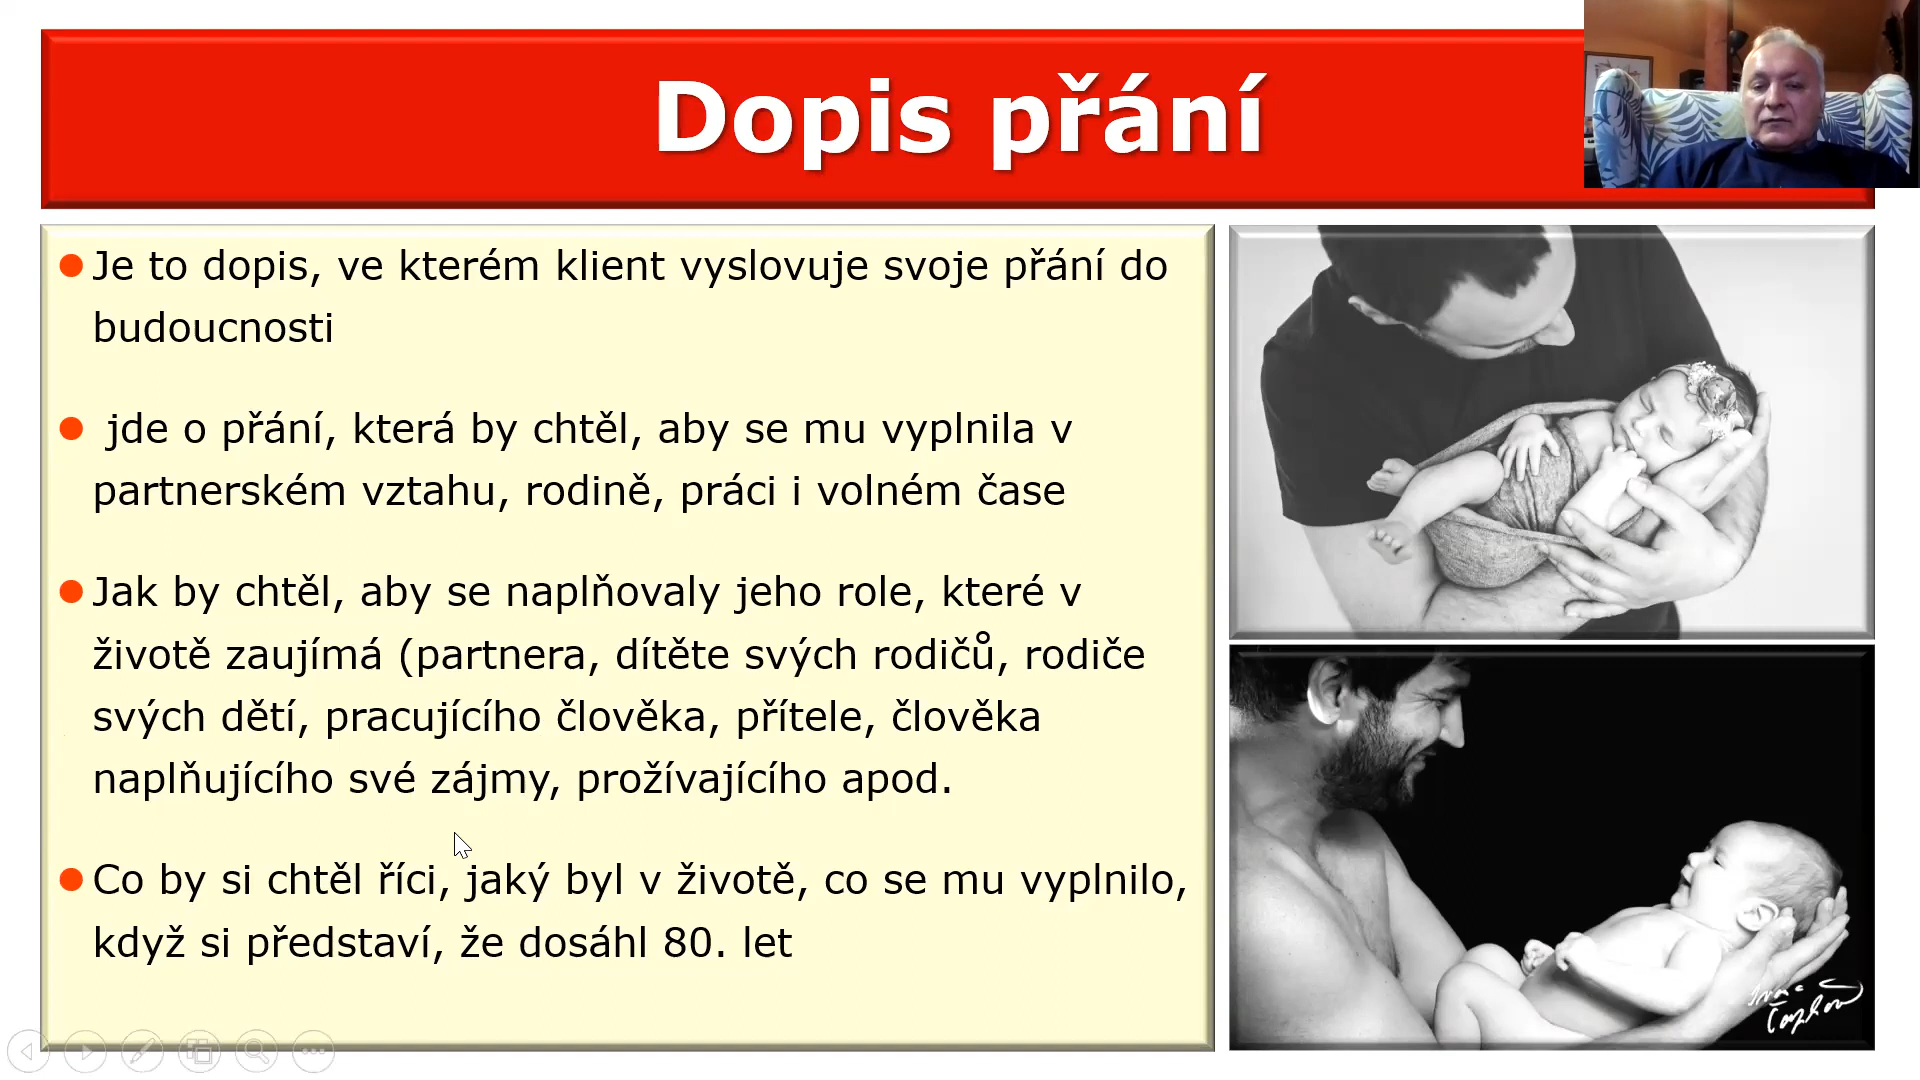 Dopis přání
Je to dopis, ve kterém klient vyslovuje svoje přání do
budoucnosti
jde o přání, která by chtěl, aby se mu vyplnila v
partnerském vztahu, rodině, práci i volném čase
Jak by chtěl, aby se naplňovaly jeho role, které v
životě zaujímá (partnera, dítěte svých rodičů, rodiče
svých dětí, pracujícího člověka, přítele, člověka
naplňujícího své zájmy, prožívajícího apod.
Co by si chtěl říci, jaký byl v životě, co se mu vyplnilo,
když si představí, že dosáhl 80. let